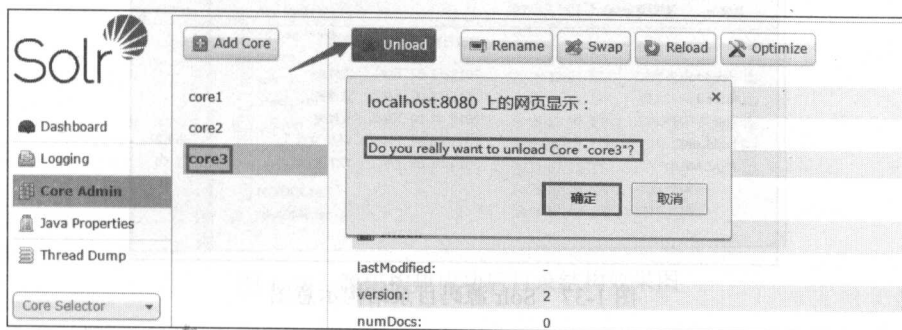 Solr
Add Core
Unload
Rename
Swap
Reload
Optimize
core1
core2
core3
Dashboard
Logging
Core Admin
Java Properties
Thread Dump
Core Selector
localhost:8080 上的网页显示：
×
Do you really want to unload Core "core3"?
确定
取消
lastModified: -
version: 2
numDocs: 0